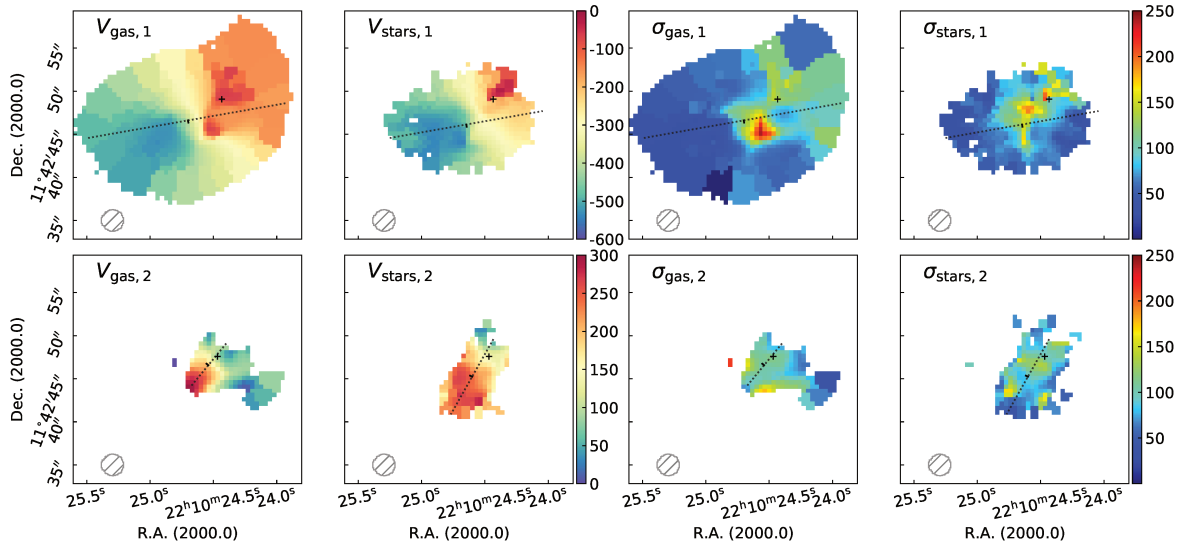 V_gas, 1
V_stars, 1
σ_gas, 1
σ_stars, 1
0
-100
-200
-300
-400
-500
-600
250
200
150
100
50
55″
50″
11°42′45″
40″
35″
Dec. (2000.0)
V_gas, 2
V_stars, 2
σ_gas, 2
σ_stars, 2
300
250
200
150
100
50
0
250
200
150
100
50
55″
50″
11°42′45″
40″
35″
Dec. (2000.0)
25.5ˢ 25.0ˢ 22ʰ10ᵐ24.5ˢ 24.0ˢ
25.5ˢ 25.0ˢ 22ʰ10ᵐ24.5ˢ 24.0ˢ
25.5ˢ 25.0ˢ 22ʰ10ᵐ24.5ˢ 24.0ˢ
25.5ˢ 25.0ˢ 22ʰ10ᵐ24.5ˢ 24.0ˢ
R.A. (2000.0)
R.A. (2000.0)
R.A. (2000.0)
R.A. (2000.0)